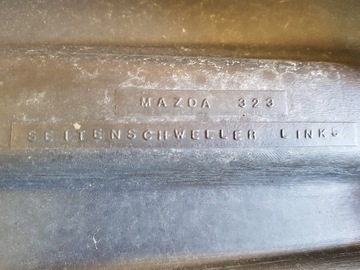 MAZDA 323
SEITENSCHWELLER LINKS